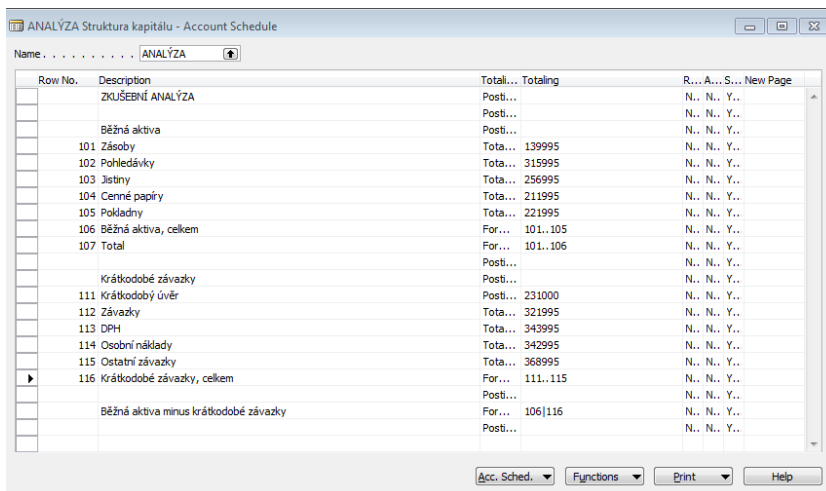 ANALÝZA Struktura kapitálu - Account Schedule
Name . . . . . . . . . . ANALÝZA
Row No. Description Totali... Totaling R... A... S... New Page
ZKUŠEBNÍ ANALÝZA Posti... N.. N.. Y..
Posti... N.. N.. Y..
Běžná aktiva Posti... N.. N.. Y..
101 Zásoby Tota... 139995 N.. N.. Y..
102 Pohledávky Tota... 315995 N.. N.. Y..
103 Jistiny Tota... 256995 N.. N.. Y..
104 Cenné papíry Tota... 211995 N.. N.. Y..
105 Pokladny Tota... 221995 N.. N.. Y..
106 Běžná aktiva, celkem For... 101..105 N.. N.. Y..
107 Total For... 101..106 N.. N.. Y..
Posti... N.. N.. Y..
Krátkodobé závazky Posti... N.. N.. Y..
111 Krátkodobý úvěr Posti... 231000 N.. N.. Y..
112 Závazky Tota... 321995 N.. N.. Y..
113 DPH Tota... 343995 N.. N.. Y..
114 Osobní náklady Tota... 342995 N.. N.. Y..
115 Ostatní závazky Tota... 368995 N.. N.. Y..
116 Krátkodobé závazky, celkem For... 111..115 N.. N.. Y..
Posti... N.. N.. Y..
Běžná aktiva minus krátkodobé závazky For... 106|116 N.. N.. Y..
Posti... N.. N.. Y..
Acc. Sched. Functions Print Help